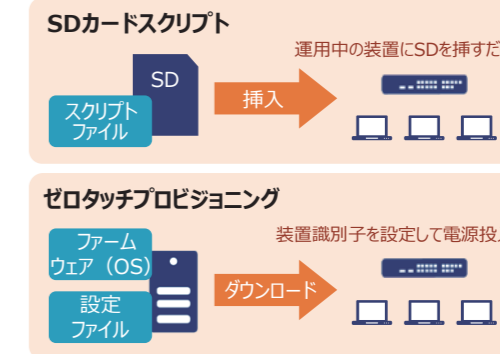 SDカードスクリプト
運用中の装置にSDを挿すだ
SD
スクリプト
ファイル
挿入
ゼロタッチプロビジョニング
装置識別子を設定して電源投
ファーム
ウェア（OS）
設定
ファイル
ダウンロード